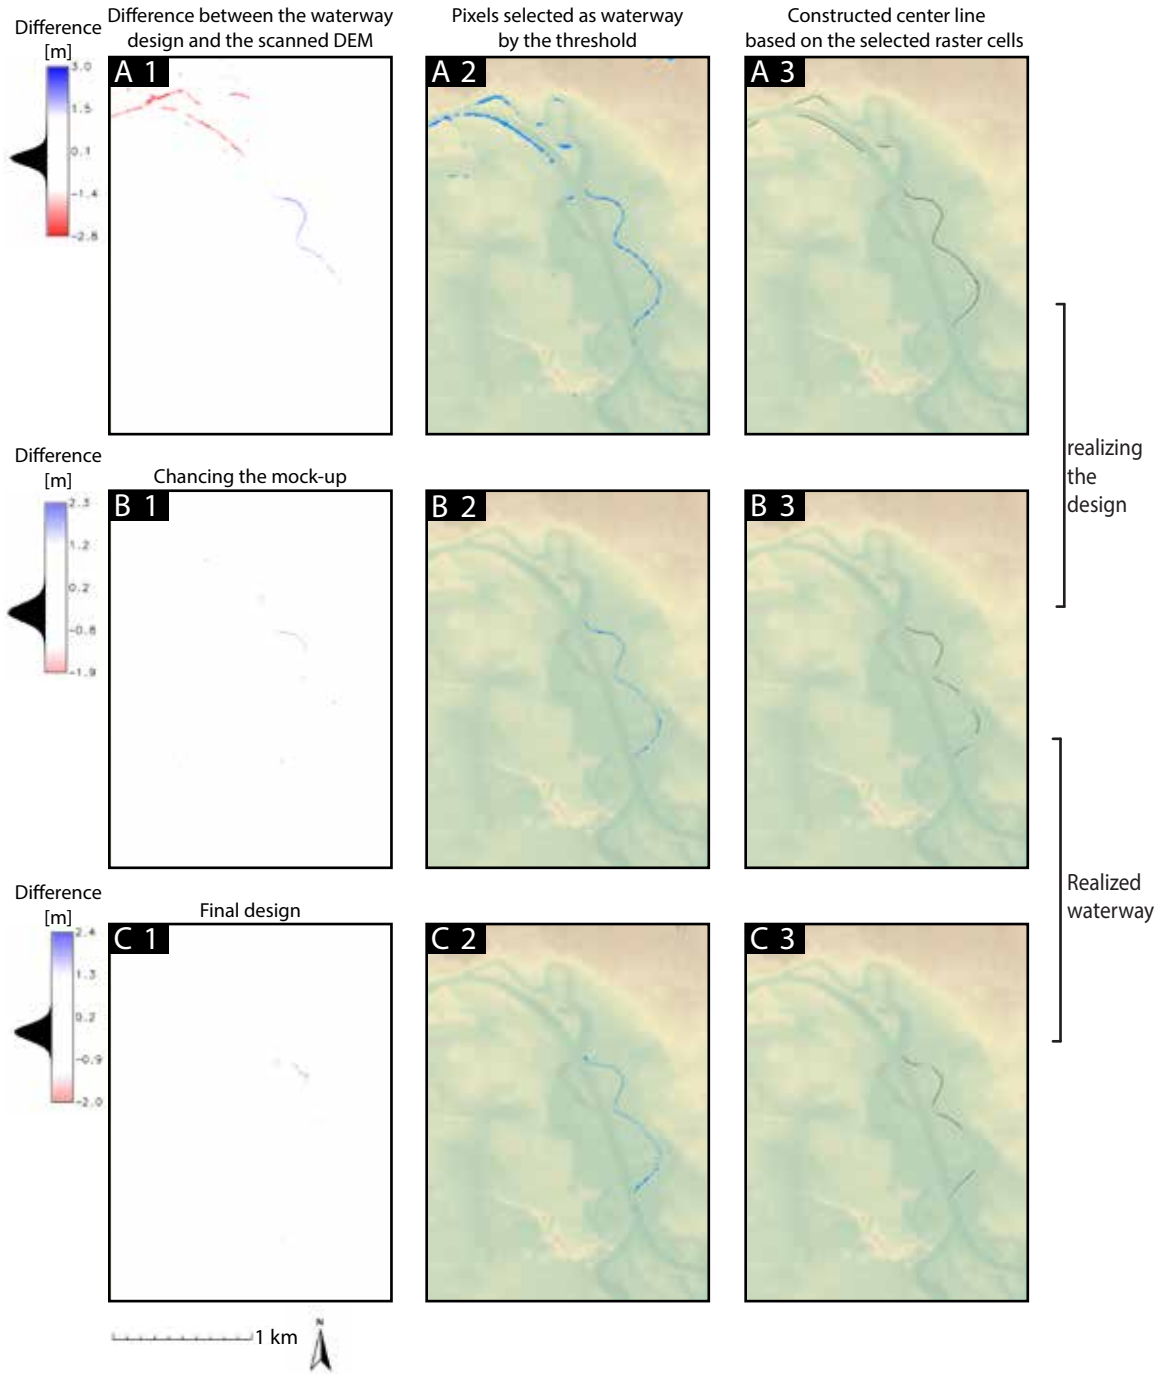 Difference
[m]
Difference between the waterway
design and the scanned DEM
Pixels selected as waterway
by the threshold
Constructed center line
based on the selected raster cells
3.0
1.5
0.1
-1.4
-2.8
A 1
A 2
A 3
realizing
the
design
Difference
[m]
Chancing the mock-up
2.3
1.2
0.2
-0.8
-1.9
B 1
B 2
B 3
Realized
waterway
Difference
[m]
Final design
2.4
1.3
0.2
-0.9
-2.0
C 1
C 2
C 3
1 km
N